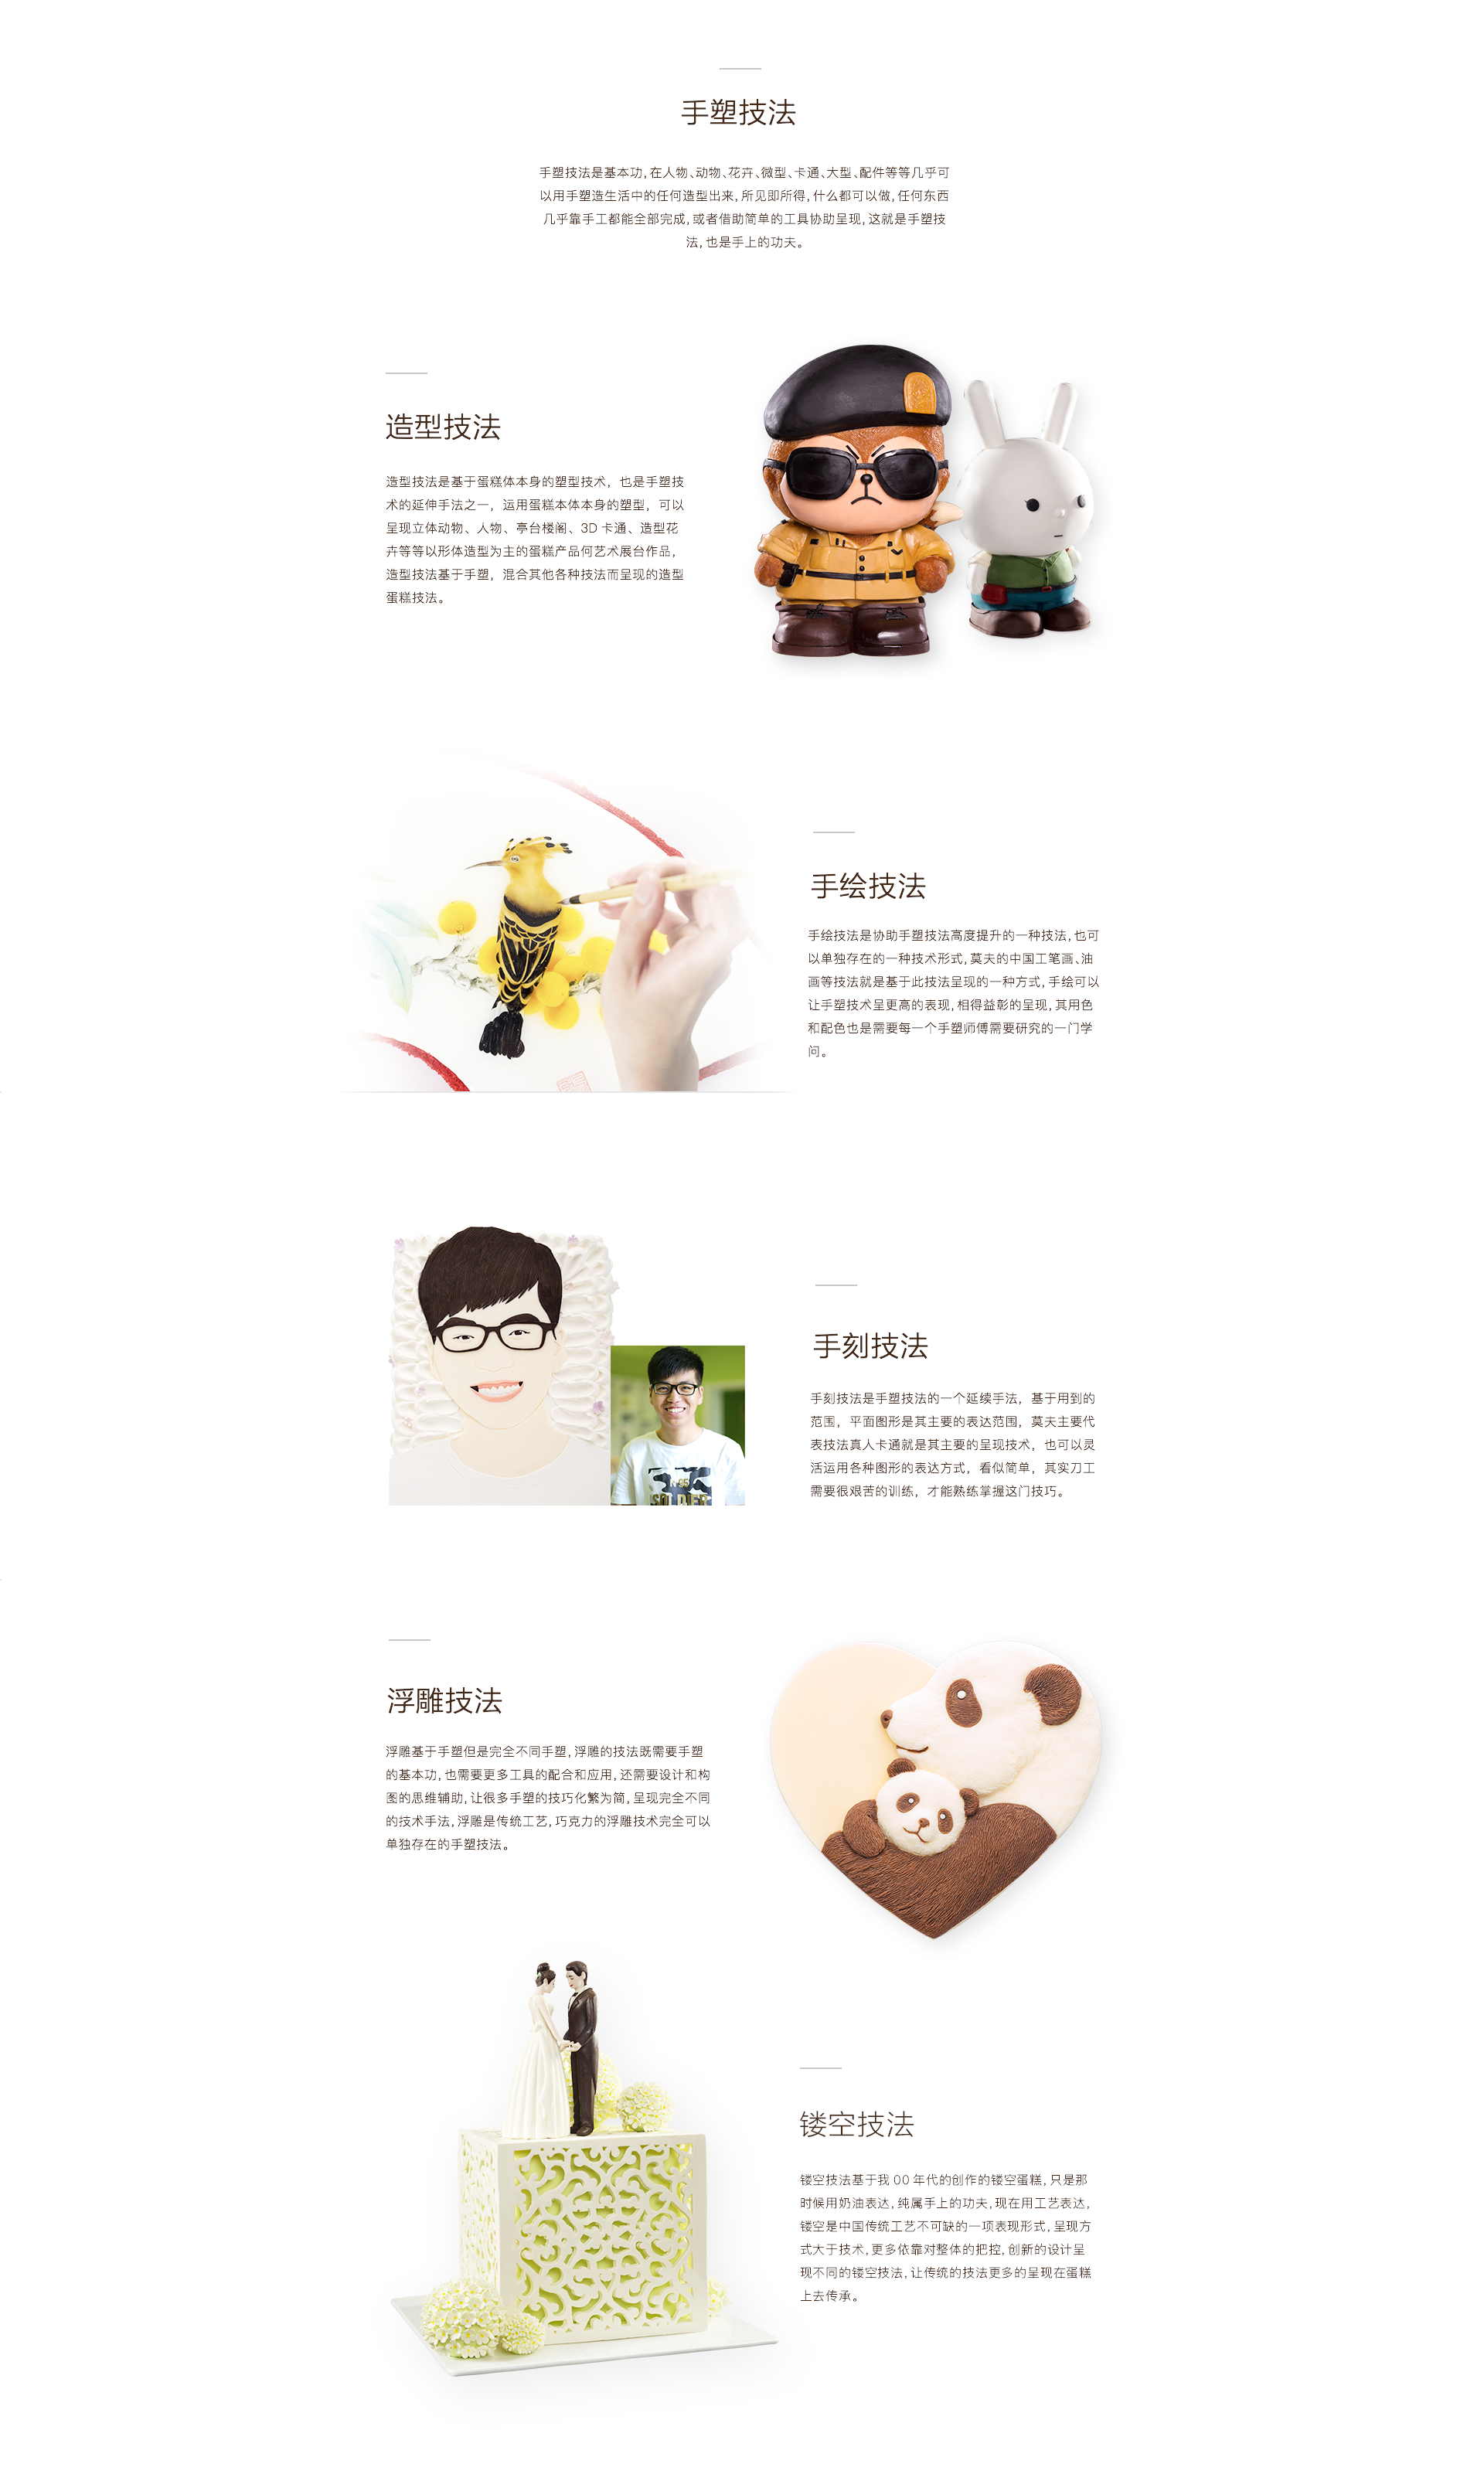 手塑技法
手塑技法是基本功,在人物、动物、花卉、微型、卡通、大型、配件等等几乎可
以用手塑造生活中的任何造型出来,所见即所得,什么都可以做,任何东西
几乎靠手工都能全部完成,或者借助简单的工具协助呈现,这就是手塑技
法,也是手上的功夫。
造型技法
造型技法是基于蛋糕体本身的塑型技术，也是手塑技
术的延伸手法之一，运用蛋糕本体本身的塑型，可以
呈现立体动物、人物、亭台楼阁、3D 卡通、造型花
卉等等以形体造型为主的蛋糕产品何艺术展台作品，
造型技法基于手塑，混合其他各种技法而呈现的造型
蛋糕技法。
手绘技法
手绘技法是协助手塑技法高度提升的一种技法,也可
以单独存在的一种技术形式,莫夫的中国工笔画、油
画等技法就是基于此技法呈现的一种方式,手绘可以
让手塑技术呈更高的表现,相得益彰的呈现,其用色
和配色也是需要每一个手塑师傅需要研究的一门学
问。
手刻技法
手刻技法是手塑技法的一个延续手法，基于用到的
范围，平面图形是其主要的表达范围，莫夫主要代
表技法真人卡通就是其主要的呈现技术，也可以灵
活运用各种图形的表达方式，看似简单，其实刀工
需要很艰苦的训练，才能熟练掌握这门技巧。
SOLDIER
浮雕技法
浮雕基于手塑但是完全不同手塑,浮雕的技法既需要手塑
的基本功,也需要更多工具的配合和应用,还需要设计和构
图的思维辅助,让很多手塑的技巧化繁为简,呈现完全不同
的技术手法,浮雕是传统工艺,巧克力的浮雕技术完全可以
单独存在的手塑技法。
镂空技法
镂空技法基于我 00 年代的创作的镂空蛋糕,只是那
时候用奶油表达,纯属手上的功夫,现在用工艺表达,
镂空是中国传统工艺不可缺的一项表现形式,呈现方
式大于技术,更多依靠对整体的把控,创新的设计呈
现不同的镂空技法,让传统的技法更多的呈现在蛋糕
上去传承。